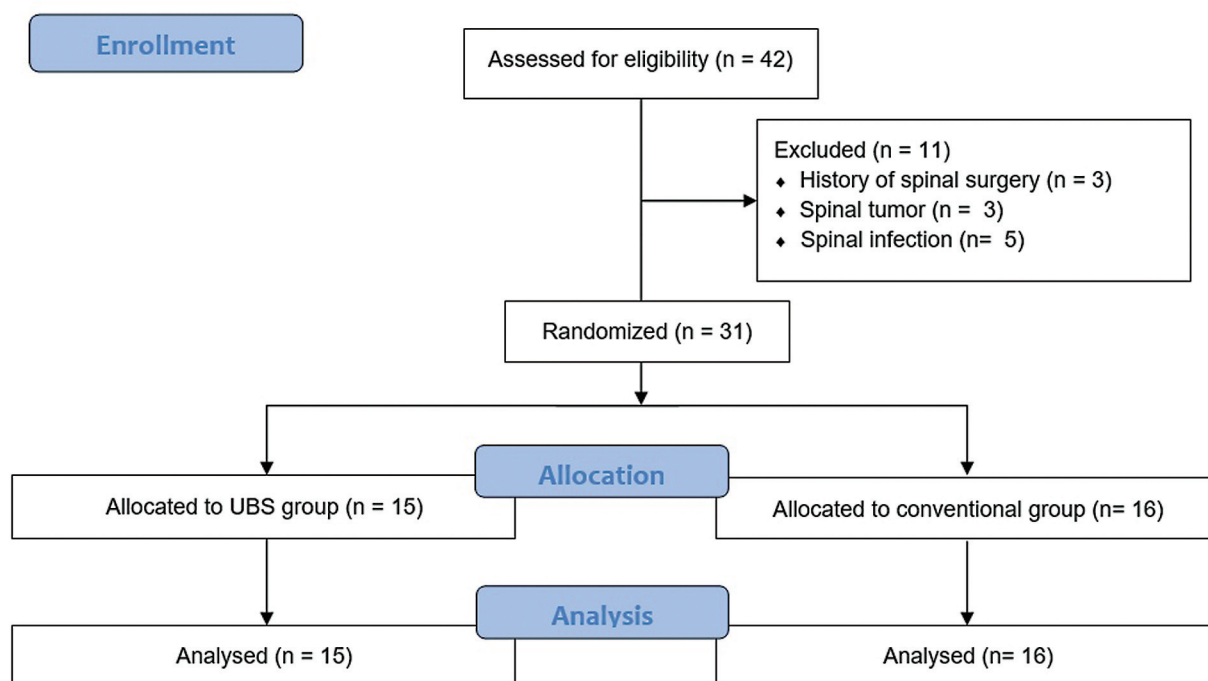 Enrollment
Assessed for eligibility (n = 42)
Excluded (n = 11)
♦ History of spinal surgery (n = 3)
♦ Spinal tumor (n =  3)
♦ Spinal infection (n=  5)
Randomized (n = 31)
Allocation
Allocated to UBS group (n = 15)
Allocated to conventional group (n= 16)
Analysis
Analysed (n = 15)
Analysed (n= 16)